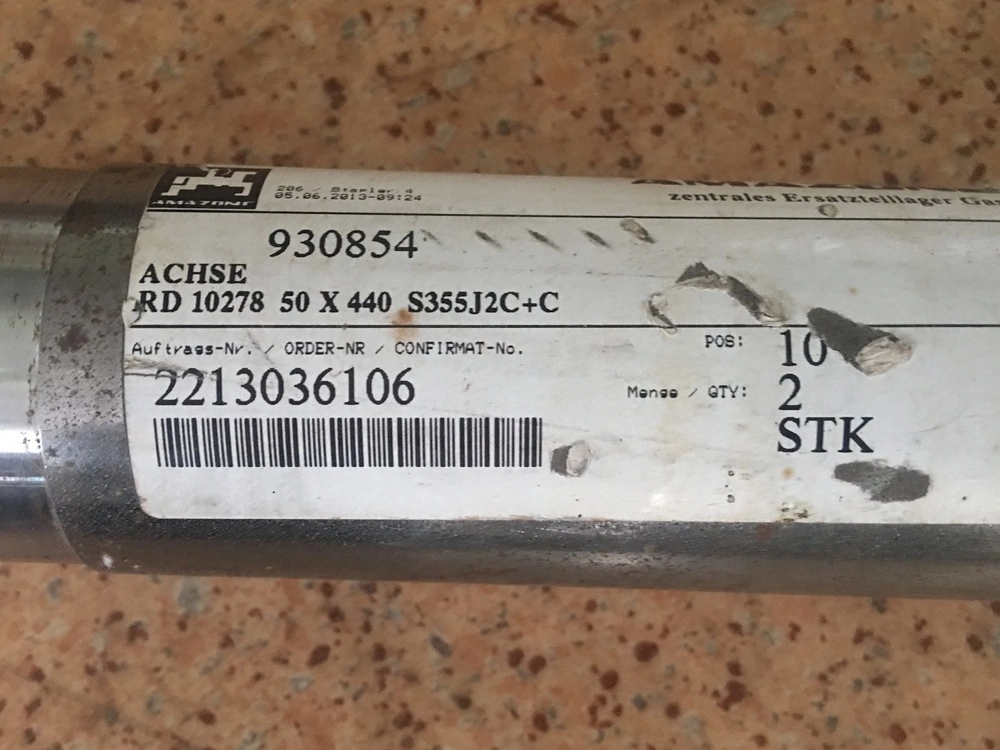 AMAZONE
206 / Stapler 4
05.06.2013-09:24
zentrales Ersatzteillager
930854
ACHSE
RD 10278 50 X 440 S355J2C+C
Auftrags-Nr. / ORDER-NR / CONFIRMAT-No.
POS: 10
2213036106
Menge / QTY: 2
STK